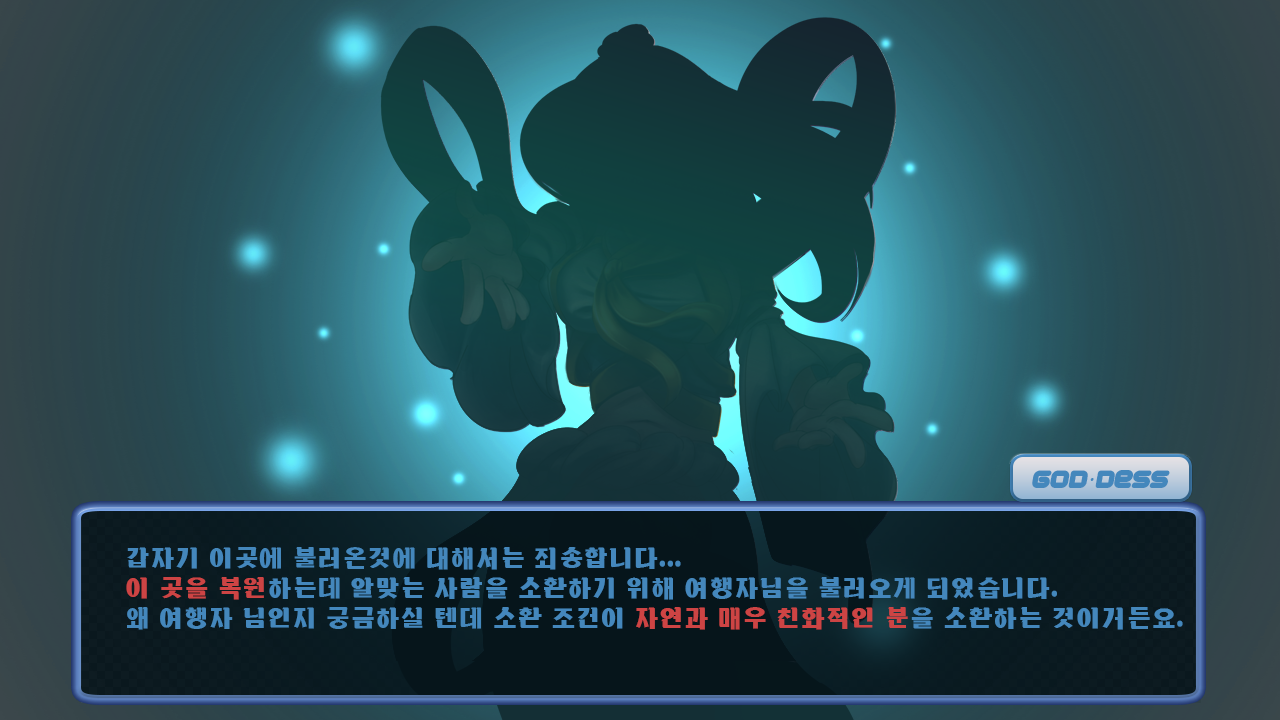 GOD·DESS
갑자기 이곳에 불러온것에 대해서는 죄송합니다...
이 곳을 복원하는데 알맞는 사람을 소환하기 위해 여행자님을 불러오게 되었습니다.
왜 여행자 님인지 궁금하실 텐데 소환 조건이 자연과 매우 친화적인 분을 소환하는 것이거든요.